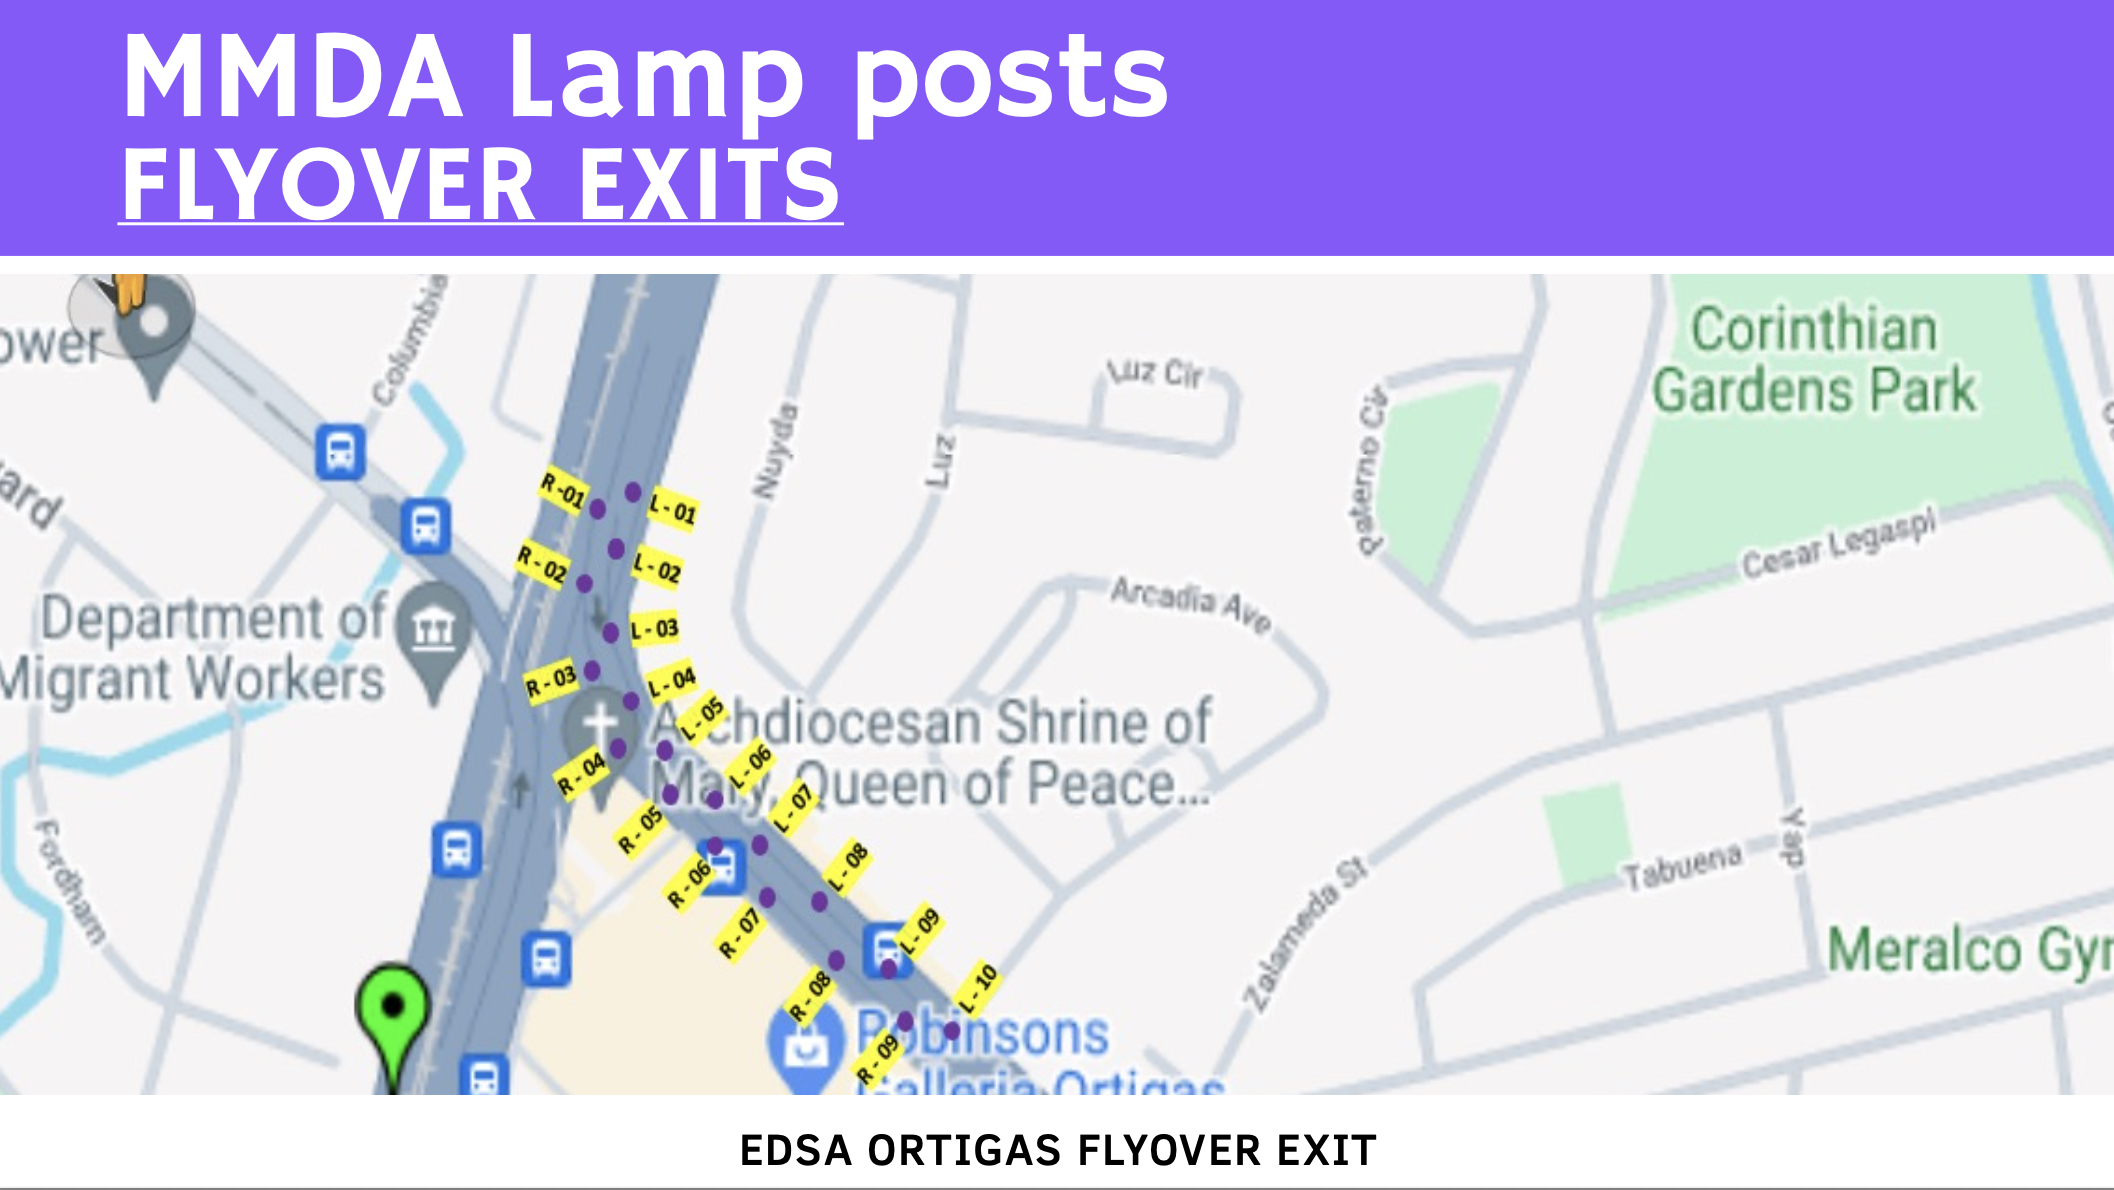 MMDA Lamp posts
FLYOVER EXITS
Corinthian
Gardens Park
ower
Columbia
Luz Cir
Paterno Cir
Nuyda
Luz
ard
R -01
L - 01
R - 02
L - 02
Cesar Legaspi
Arcadia Ave
Department of
Migrant Workers
L - 03
R - 03
L - 04
L - 05
Archdiocesan Shrine of
Mary, Queen of Peace...
R - 04
L - 06
L - 07
R - 05
R - 06
L - 08
Fordham
Zalameda St
Tabuena
Yap
R - 07
L - 09
Meralco Gyr
R - 08
L - 10
Robinsons
Galleria Ortigas
R - 09
EDSA ORTIGAS FLYOVER EXIT